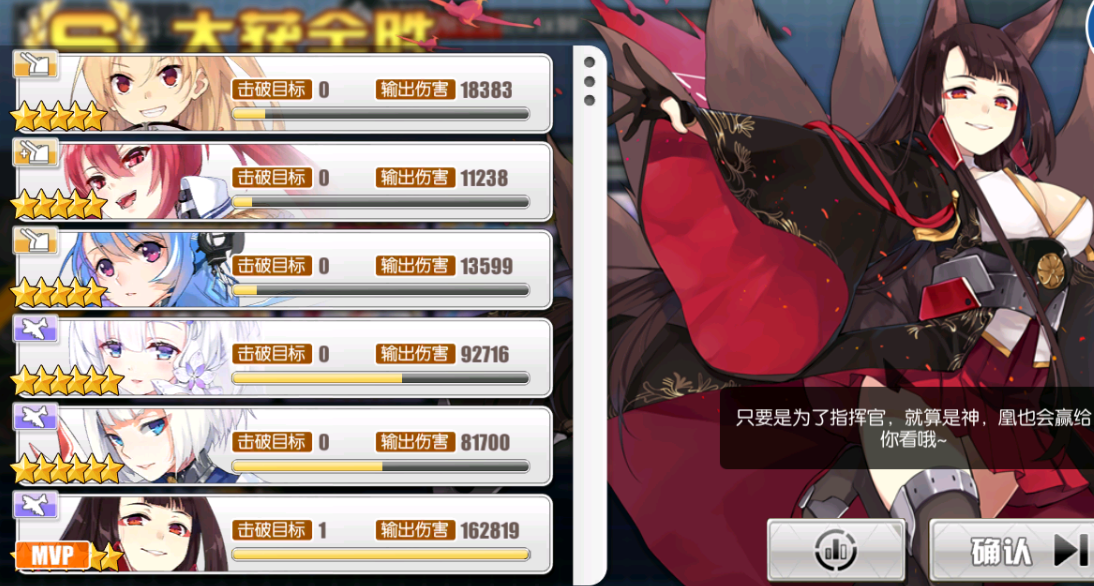 S 大获全胜
击破目标 0 输出伤害 18383
击破目标 0 输出伤害 11238
击破目标 0 输出伤害 13599
击破目标 0 输出伤害 92716
击破目标 0 输出伤害 81700
击破目标 1 输出伤害 162819
MVP
只要是为了指挥官，就算是神，凰也会赢给
你看哦~
确认